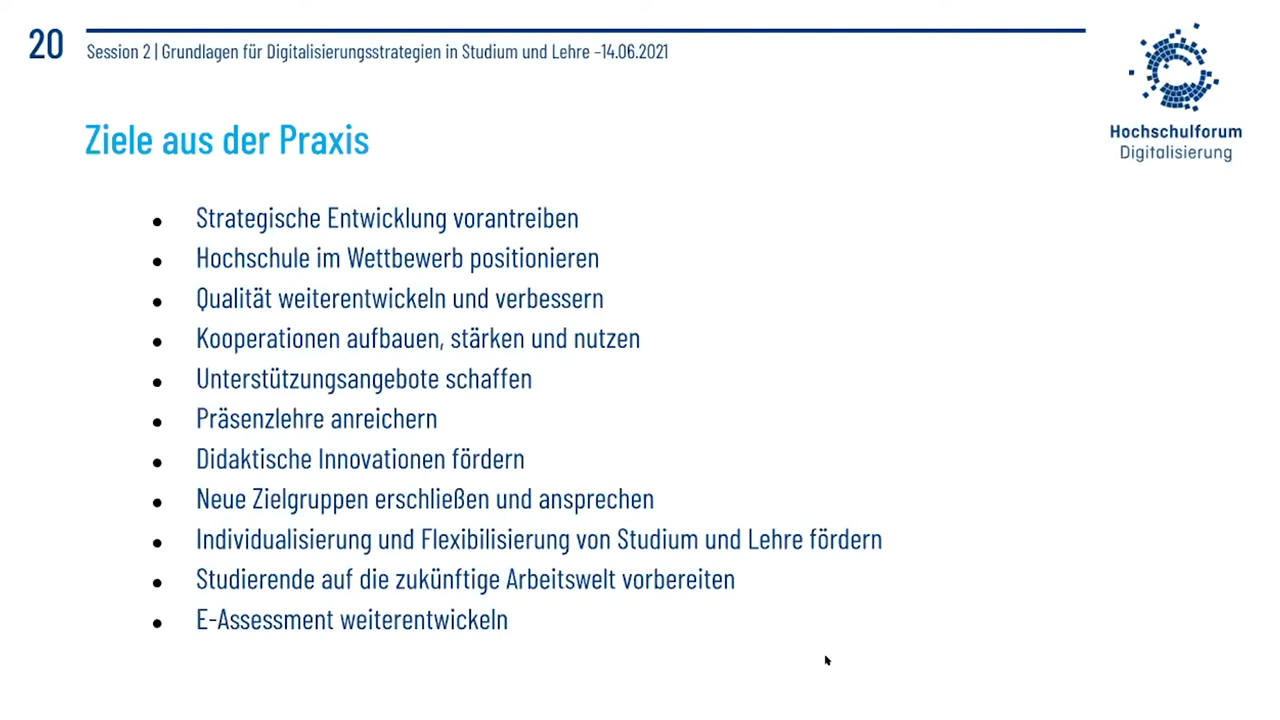 20
Session 2 | Grundlagen für Digitalisierungsstrategien in Studium und Lehre –14.06.2021
Hochschulforum
Digitalisierung
Ziele aus der Praxis
• Strategische Entwicklung vorantreiben
• Hochschule im Wettbewerb positionieren
• Qualität weiterentwickeln und verbessern
• Kooperationen aufbauen, stärken und nutzen
• Unterstützungsangebote schaffen
• Präsenzlehre anreichern
• Didaktische Innovationen fördern
• Neue Zielgruppen erschließen und ansprechen
• Individualisierung und Flexibilisierung von Studium und Lehre fördern
• Studierende auf die zukünftige Arbeitswelt vorbereiten
• E-Assessment weiterentwickeln